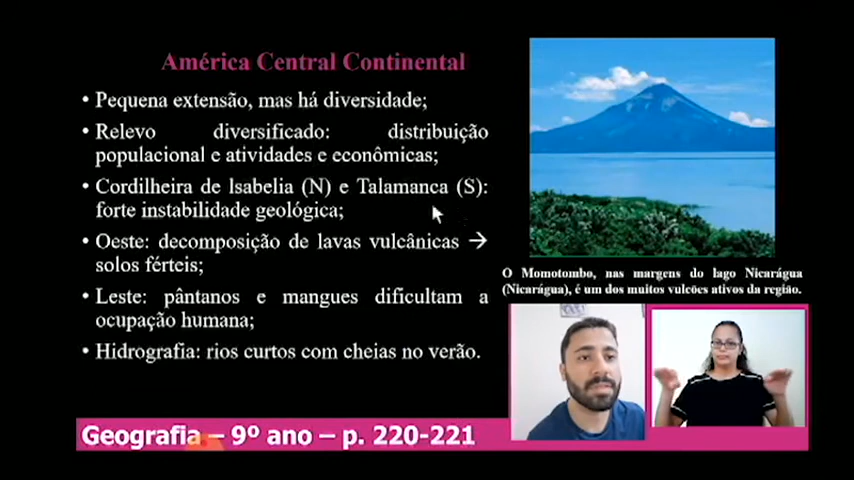 América Central Continental
• Pequena extensão, mas há diversidade;
• Relevo diversificado: distribuição
populacional e atividades e econômicas;
• Cordilheira de lsabelia (N) e Talamanca (S):
forte instabilidade geológica;
• Oeste: decomposição de lavas vulcânicas →
solos férteis;
• Leste: pântanos e mangues dificultam a
ocupação humana;
• Hidrografia: rios curtos com cheias no verão.
O Momotombo, nas margens do lago Nicarágua
(Nicarágua), é um dos muitos vulcões ativos da região.
Geografia – 9º ano – p. 220-221